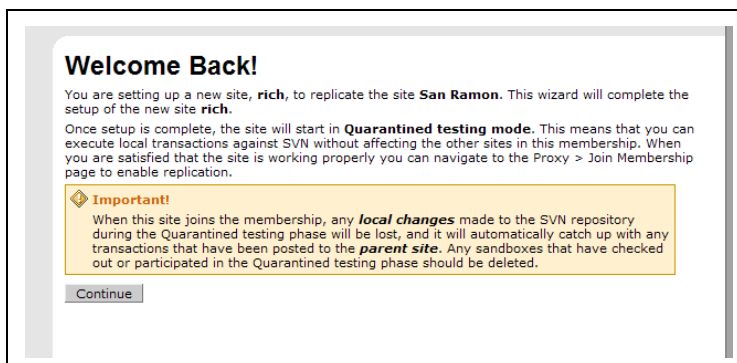 Welcome Back!
You are setting up a new site, rich, to replicate the site San Ramon. This wizard will complete the
setup of the new site rich.
Once setup is complete, the site will start in Quarantined testing mode. This means that you can
execute local transactions against SVN without affecting the other sites in this membership. When
you are satisfied that the site is working properly you can navigate to the Proxy > Join Membership
page to enable replication.
Important!
When this site joins the membership, any local changes made to the SVN repository
during the Quarantined testing phase will be lost, and it will automatically catch up with any
transactions that have been posted to the parent site. Any sandboxes that have checked
out or participated in the Quarantined testing phase should be deleted.
Continue